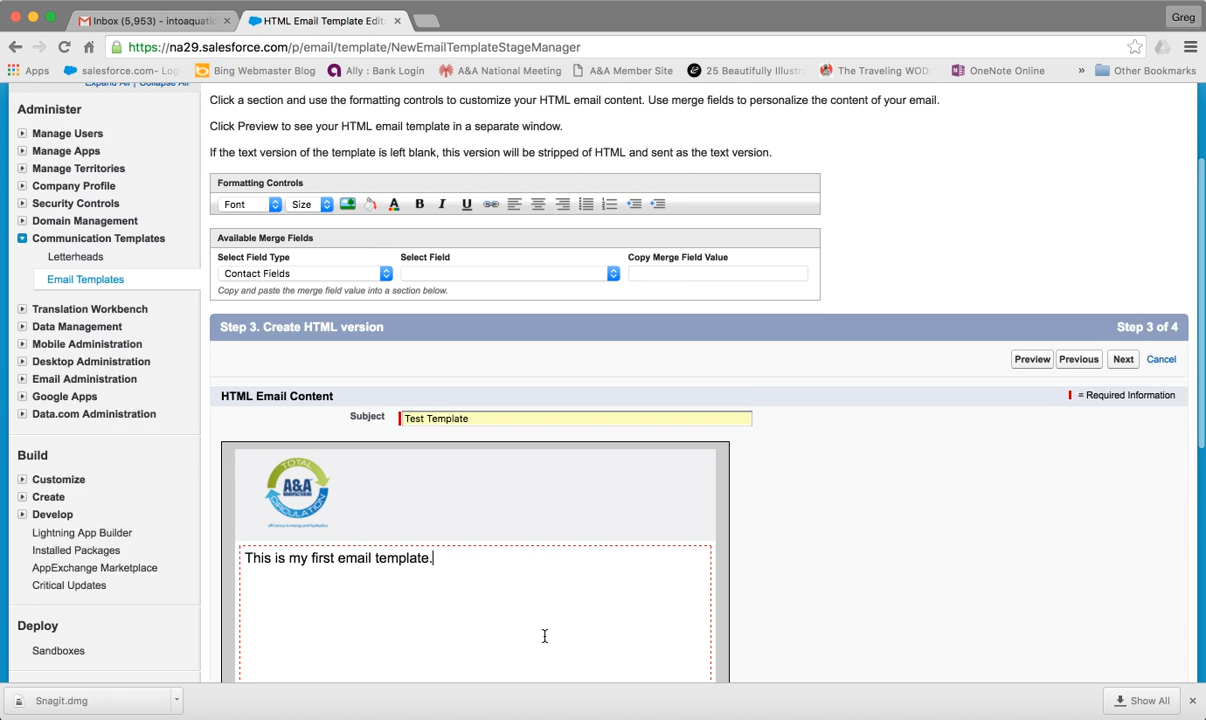 Inbox (5,953) - intoaquatic
HTML Email Template Edit:
Greg
https://na29.salesforce.com/p/email/template/NewEmailTemplateStageManager
Apps
salesforce.com- Log
Bing Webmaster Blog
Ally : Bank Login
A&A National Meeting
A&A Member Site
25 Beautifully Illustr
The Traveling WOD:
OneNote Online
»
Other Bookmarks
Expand All | Collapse All
Administer
Manage Users
Manage Apps
Manage Territories
Company Profile
Security Controls
Domain Management
Communication Templates
Letterheads
Email Templates
Translation Workbench
Data Management
Mobile Administration
Desktop Administration
Email Administration
Google Apps
Data.com Administration
Build
Customize
Create
Develop
Lightning App Builder
Installed Packages
AppExchange Marketplace
Critical Updates
Deploy
Sandboxes
Click a section and use the formatting controls to customize your HTML email content. Use merge fields to personalize the content of your email.
Click Preview to see your HTML email template in a separate window.
If the text version of the template is left blank, this version will be stripped of HTML and sent as the text version.
Formatting Controls
Font
Size
A
B
I
U
Available Merge Fields
Select Field Type
Select Field
Copy Merge Field Value
Contact Fields
Copy and paste the merge field value into a section below.
Step 3. Create HTML version
Step 3 of 4
Preview
Previous
Next
Cancel
HTML Email Content
= Required Information
Subject
Test Template
TOTAL
A&A
MANUFACTURING
CIRCULATION
efficiency in energy and hydraulics
This is my first email template.
Snagit.dmg
Show All